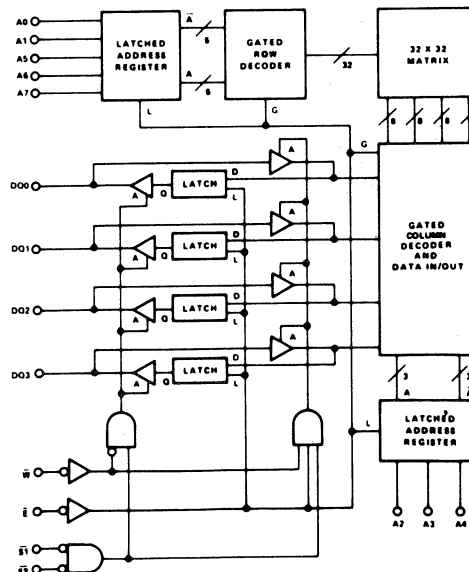 A0
A1
A5
A6
A7
LATCHED
ADDRESS
REGISTER
L
A̅
5
A
5
GATED
ROW
DECODER
G
32
32 X 32
MATRIX
8 8 8
G
GATED
COLUMN
DECODER
AND
DATA IN/OUT
DQ0
A
Q
LATCH
D
L
A
DQ1
A
Q
LATCH
D
L
A
DQ2
A
Q
LATCH
D
L
A
DQ3
A
Q
LATCH
D
L
A
3
A
3
L
LATCHED
ADDRESS
REGISTER
A2
A3
A4
W̅
E̅
S̅1̅